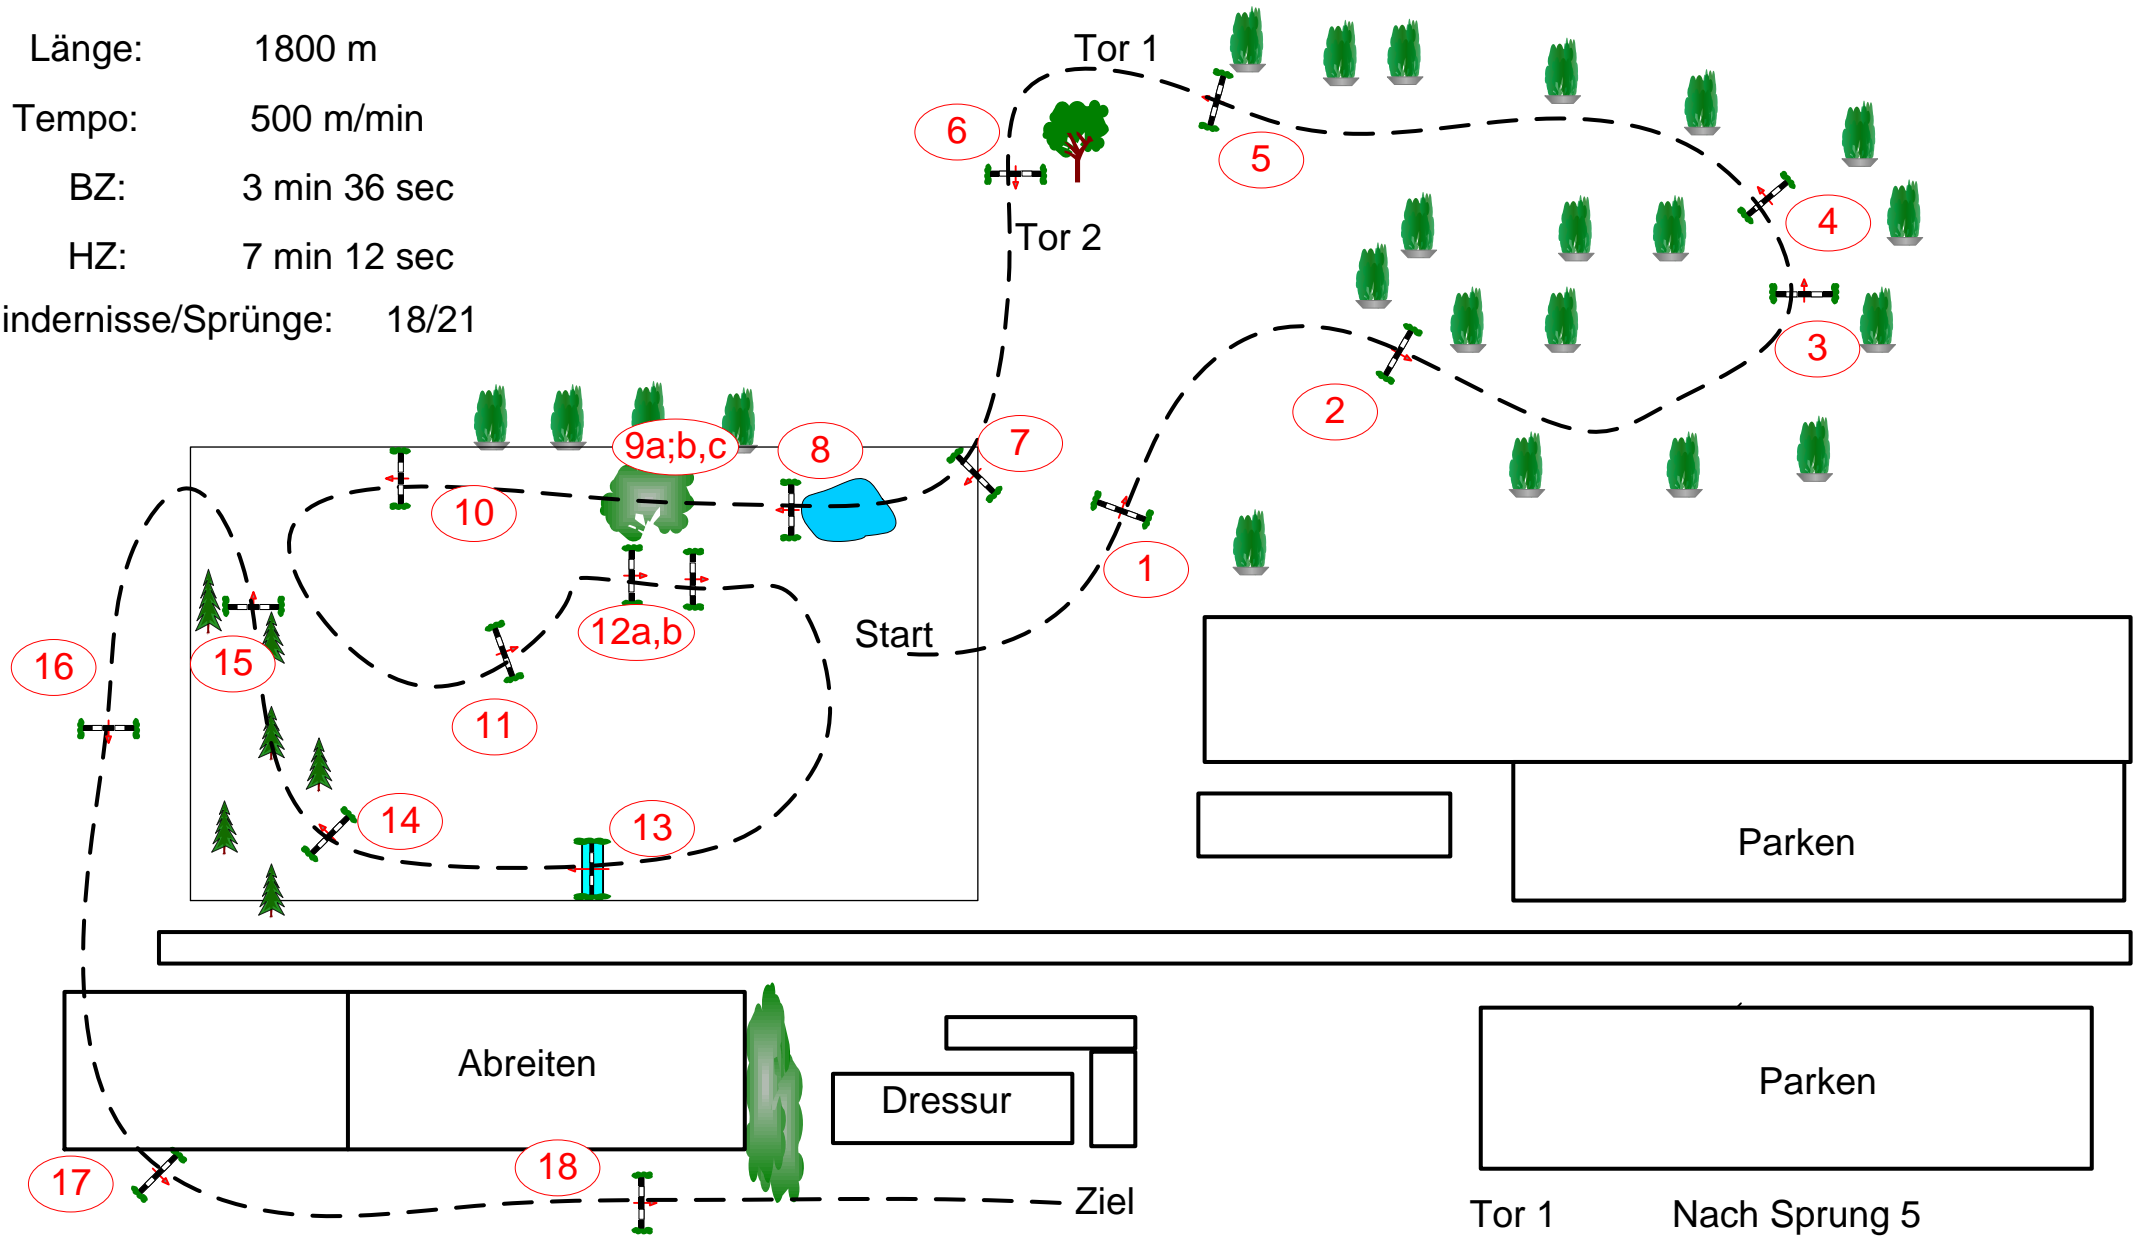 Länge: 1800 m
Tempo: 500 m/min
BZ: 3 min 36 sec
HZ: 7 min 12 sec
indernisse/Sprünge: 18/21
Tor 1
6
5
4
Tor 2
3
2
7
9a;b,c
8
10
1
12a,b
Start
16
15
11
14
13
Parken
Abreiten
Dressur
Parken
17
18
Ziel
Tor 1 Nach Sprung 5